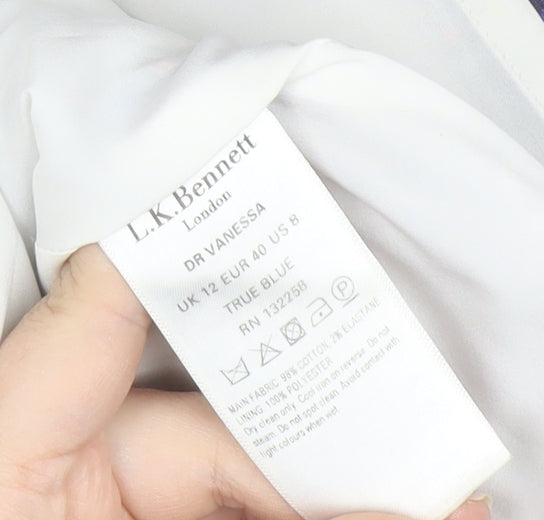 L.K.Bennett
London
DR VANESSA
UK 12 EUR 40 US 8
TRUE BLUE
RN 132258
P
MAIN FABRIC 98% COTTON, 2% ELACTANE
LINING 100% POLYESTER
Dry clean only. Cool iron on reverse. Do not
steam. Do not spot clean. Avoid contact with
light colours when wet.